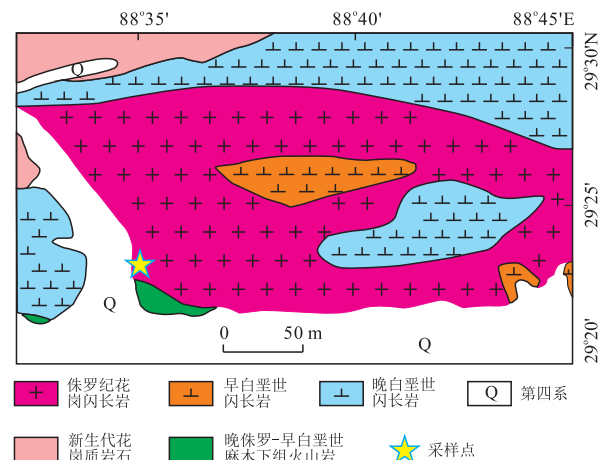 88°35' 88°40' 88°45'E
29°30'N
29°25'
29°20'
Q
Q
Q
0 50 m
侏罗纪花
岗闪长岩
早白垩世
闪长岩
晚白垩世
闪长岩
Q 第四系
新生代花
岗质岩石
晚侏罗-早白垩世
麻木下组火山岩
采样点